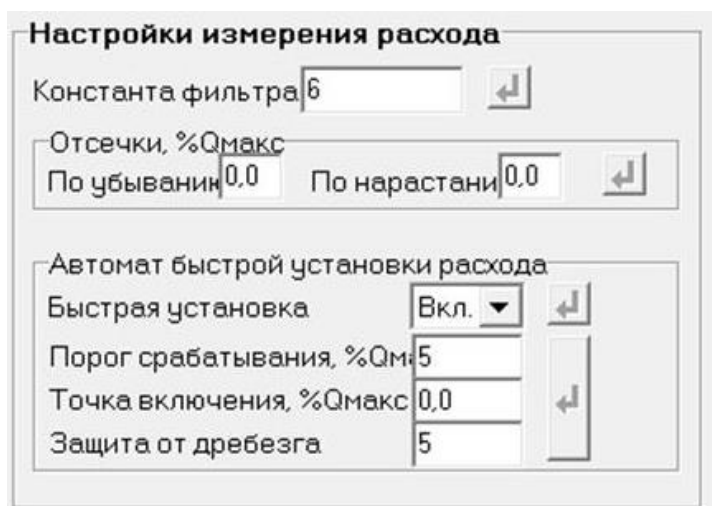 Настройки измерения расхода
Константа фильтра 6
Отсечки, %Qмакс
По убывани 0,0 По нарастани 0,0
Автомат быстрой установки расхода
Быстрая установка Вкл.
Порог срабатывания, %Qм 5
Точка включения, %Qмакс 0,0
Защита от дребезга 5